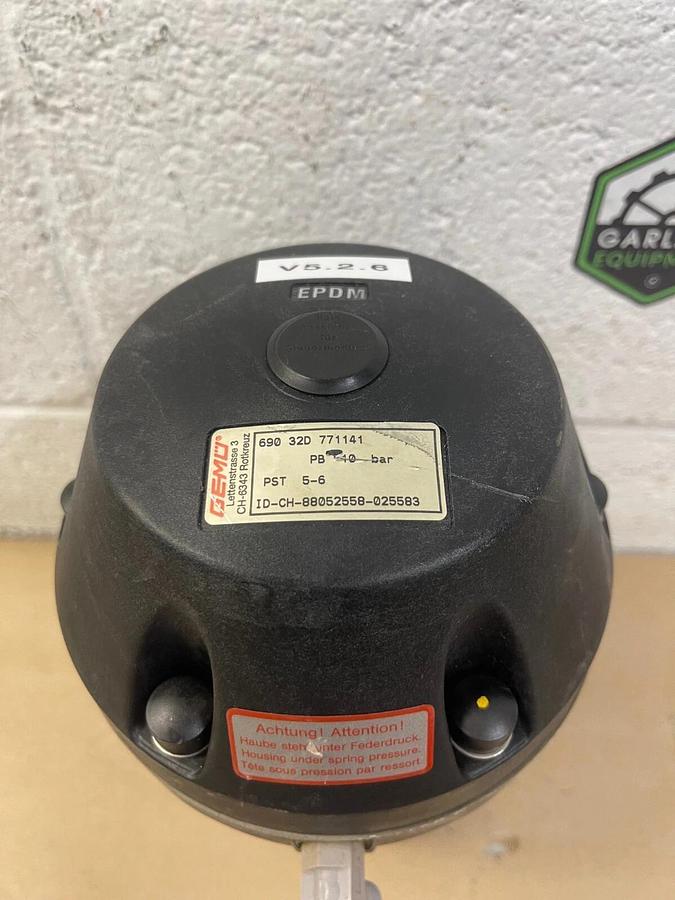 V5.2.6
EPDM
GEMÜ
Lettenstrasse 3
CH-6343 Rotkreuz
690 32D 771141
PB 10 bar
PST 5-6
ID-CH-88052558-025583
Achtung! Attention!
Haube steht unter Federdruck.
Housing under spring pressure.
Tête sous pression par ressort
GARL
EQUIPM